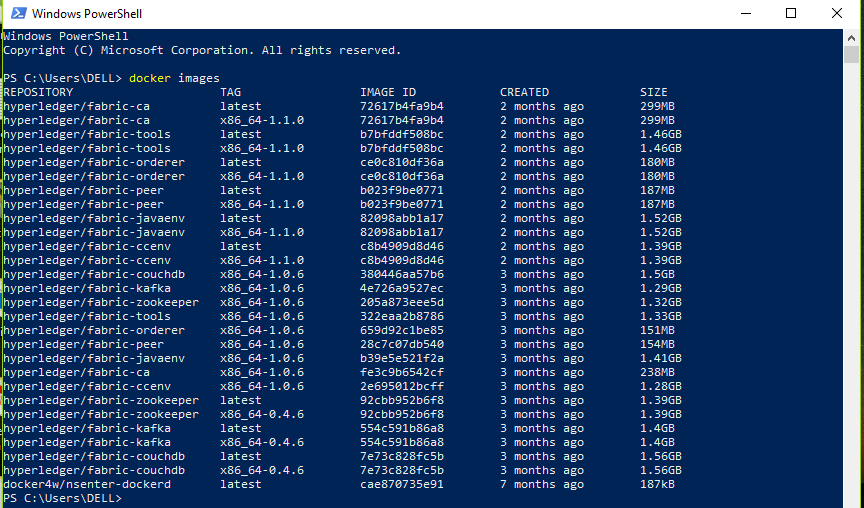 Windows PowerShell
Windows PowerShell
Copyright (C) Microsoft Corporation. All rights reserved.
PS C:\Users\DELL> docker images
REPOSITORY TAG IMAGE ID CREATED SIZE
hyperledger/fabric-ca latest 72617b4fa9b4 2 months ago 299MB
hyperledger/fabric-ca x86_64-1.1.0 72617b4fa9b4 2 months ago 299MB
hyperledger/fabric-tools latest b7bfddf508bc 2 months ago 1.46GB
hyperledger/fabric-tools x86_64-1.1.0 b7bfddf508bc 2 months ago 1.46GB
hyperledger/fabric-orderer latest ce0c810df36a 2 months ago 180MB
hyperledger/fabric-orderer x86_64-1.1.0 ce0c810df36a 2 months ago 180MB
hyperledger/fabric-peer latest b023f9be0771 2 months ago 187MB
hyperledger/fabric-peer x86_64-1.1.0 b023f9be0771 2 months ago 187MB
hyperledger/fabric-javaenv latest 82098abb1a17 2 months ago 1.52GB
hyperledger/fabric-javaenv x86_64-1.1.0 82098abb1a17 2 months ago 1.52GB
hyperledger/fabric-ccenv latest c8b4909d8d46 2 months ago 1.39GB
hyperledger/fabric-ccenv x86_64-1.1.0 c8b4909d8d46 2 months ago 1.39GB
hyperledger/fabric-couchdb x86_64-1.0.6 380446aa57b6 3 months ago 1.5GB
hyperledger/fabric-kafka x86_64-1.0.6 4e726a9527ec 3 months ago 1.29GB
hyperledger/fabric-zookeeper x86_64-1.0.6 205a873eee5d 3 months ago 1.32GB
hyperledger/fabric-tools x86_64-1.0.6 322eaa2b8786 3 months ago 1.33GB
hyperledger/fabric-orderer x86_64-1.0.6 659d92c1be85 3 months ago 151MB
hyperledger/fabric-peer x86_64-1.0.6 28c7c07db540 3 months ago 154MB
hyperledger/fabric-javaenv x86_64-1.0.6 b39e5e521f2a 3 months ago 1.41GB
hyperledger/fabric-ca x86_64-1.0.6 fe3c9b6542cf 3 months ago 238MB
hyperledger/fabric-ccenv x86_64-1.0.6 2e695012bcff 3 months ago 1.28GB
hyperledger/fabric-zookeeper latest 92cbb952b6f8 3 months ago 1.39GB
hyperledger/fabric-zookeeper x86_64-0.4.6 92cbb952b6f8 3 months ago 1.39GB
hyperledger/fabric-kafka latest 554c591b86a8 3 months ago 1.4GB
hyperledger/fabric-kafka x86_64-0.4.6 554c591b86a8 3 months ago 1.4GB
hyperledger/fabric-couchdb latest 7e73c828fc5b 3 months ago 1.56GB
hyperledger/fabric-couchdb x86_64-0.4.6 7e73c828fc5b 3 months ago 1.56GB
docker4w/nsenter-dockerd latest cae870735e91 7 months ago 187kB
PS C:\Users\DELL>